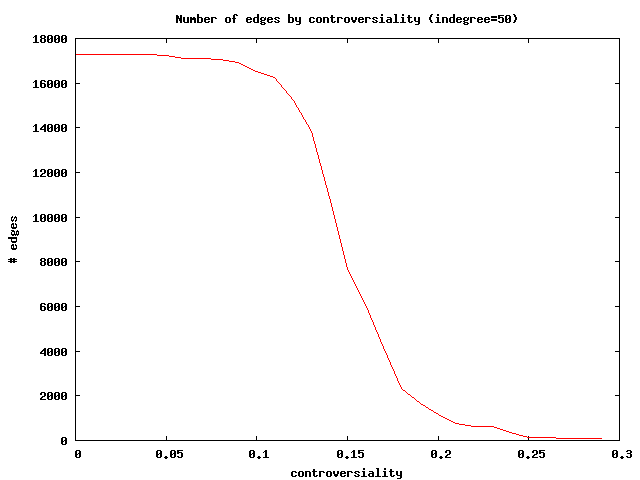 Number of edges by controversiality (indegree=50)
18000
16000
14000
12000
10000
8000
6000
4000
2000
0
# edges
0 0.05 0.1 0.15 0.2 0.25 0.3
controversiality